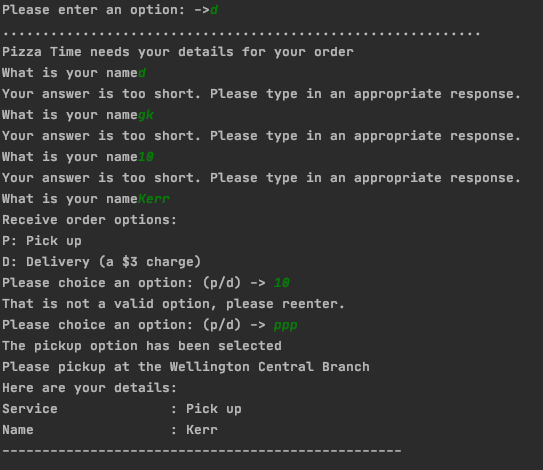 Please enter an option: ->d
............................................................
Pizza Time needs your details for your order
What is your named
Your answer is too short. Please type in an appropriate response.
What is your namegk
Your answer is too short. Please type in an appropriate response.
What is your name10
Your answer is too short. Please type in an appropriate response.
What is your nameKerr
Receive order options:
P: Pick up
D: Delivery (a $3 charge)
Please choice an option: (p/d) -> 10
That is not a valid option, please reenter.
Please choice an option: (p/d) -> ppp
The pickup option has been selected
Please pickup at the Wellington Central Branch
Here are your details:
Service              : Pick up
Name                 : Kerr
--------------------------------------------------